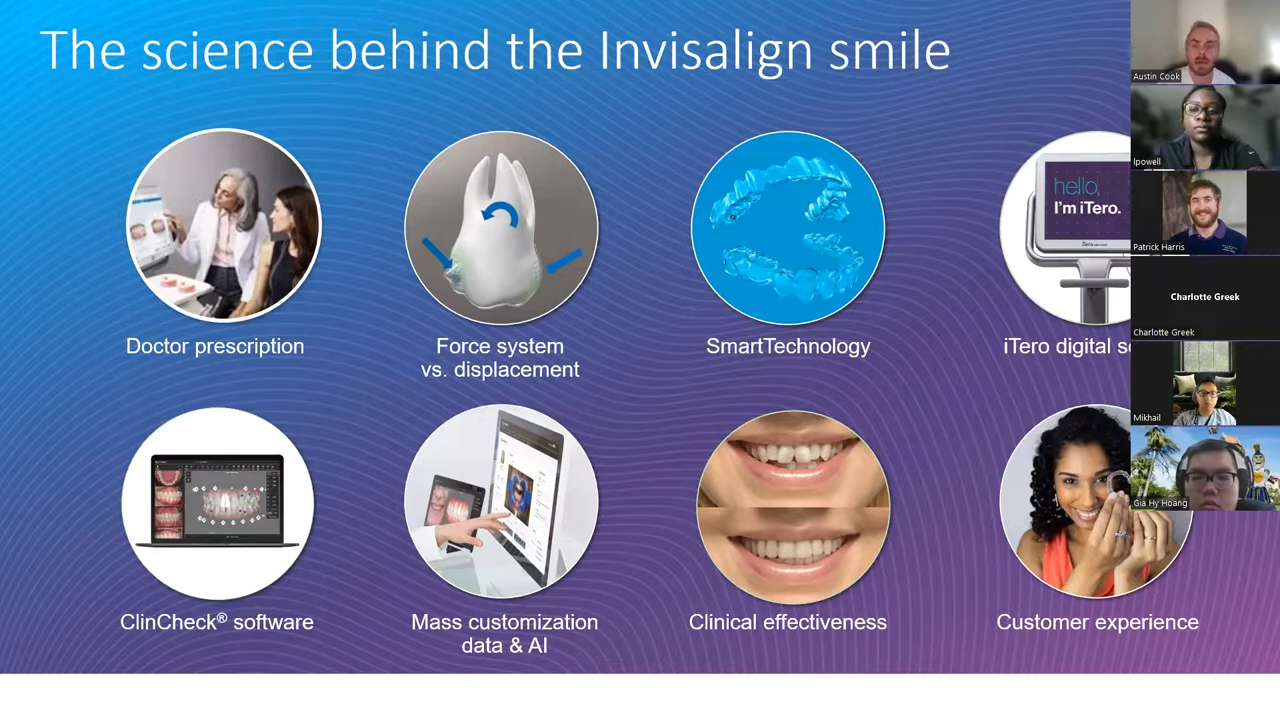 The science behind the Invisalign smile
Doctor prescription
Force system
vs. displacement
SmartTechnology
hello,
I'm iTero.
iTero digital
ClinCheck® software
Mass customization
data & AI
Clinical effectiveness
Customer experience
Austin Cook
lpowell
Patrick Harris
Charlotte Greek
Charlotte Greek
Mikhail
Gia Hy Hoang